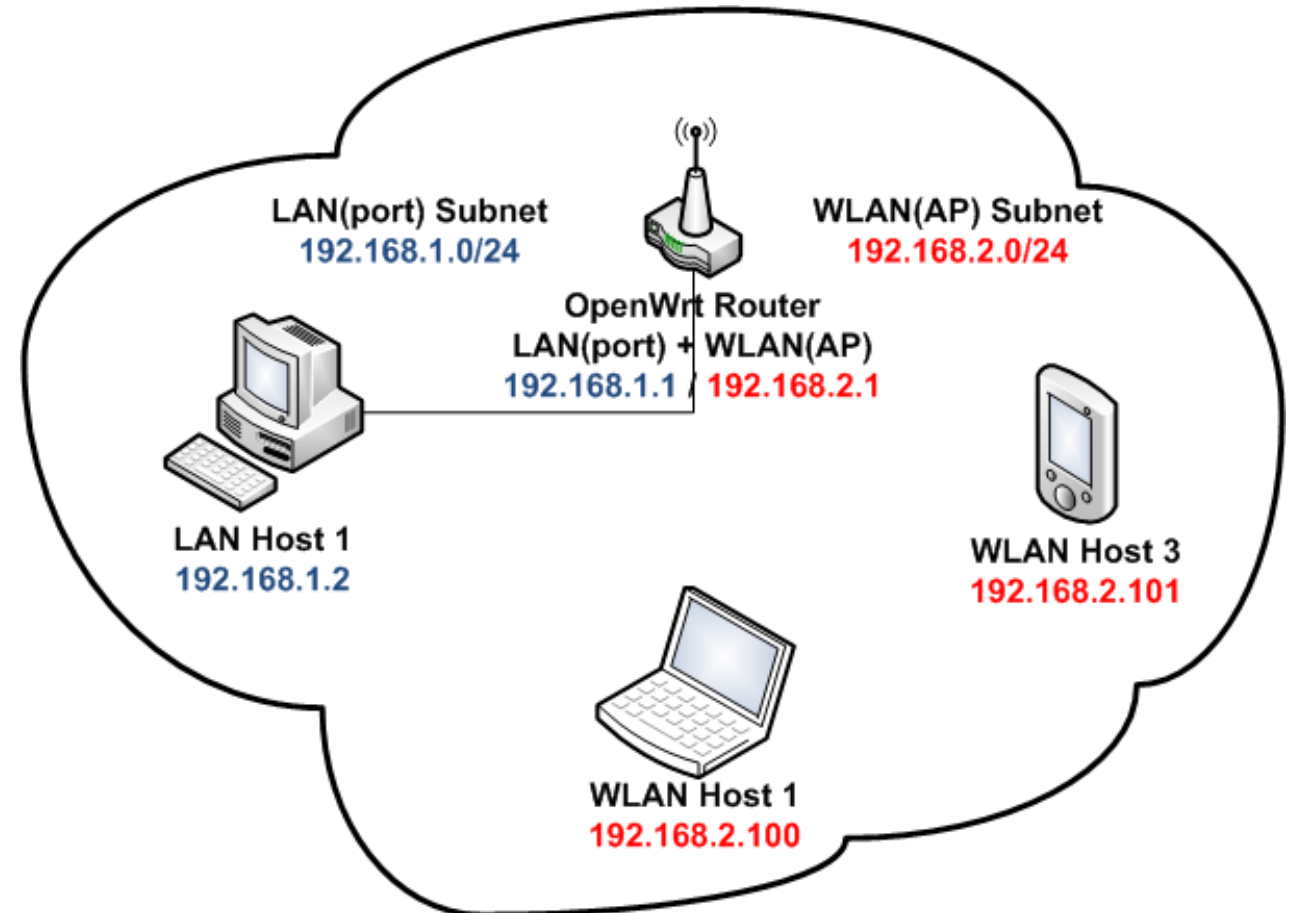 LAN(port) Subnet
192.168.1.0/24
WLAN(AP) Subnet
192.168.2.0/24
OpenWrt Router
LAN(port) + WLAN(AP)
192.168.1.1 / 192.168.2.1
LAN Host 1
192.168.1.2
WLAN Host 3
192.168.2.101
WLAN Host 1
192.168.2.100